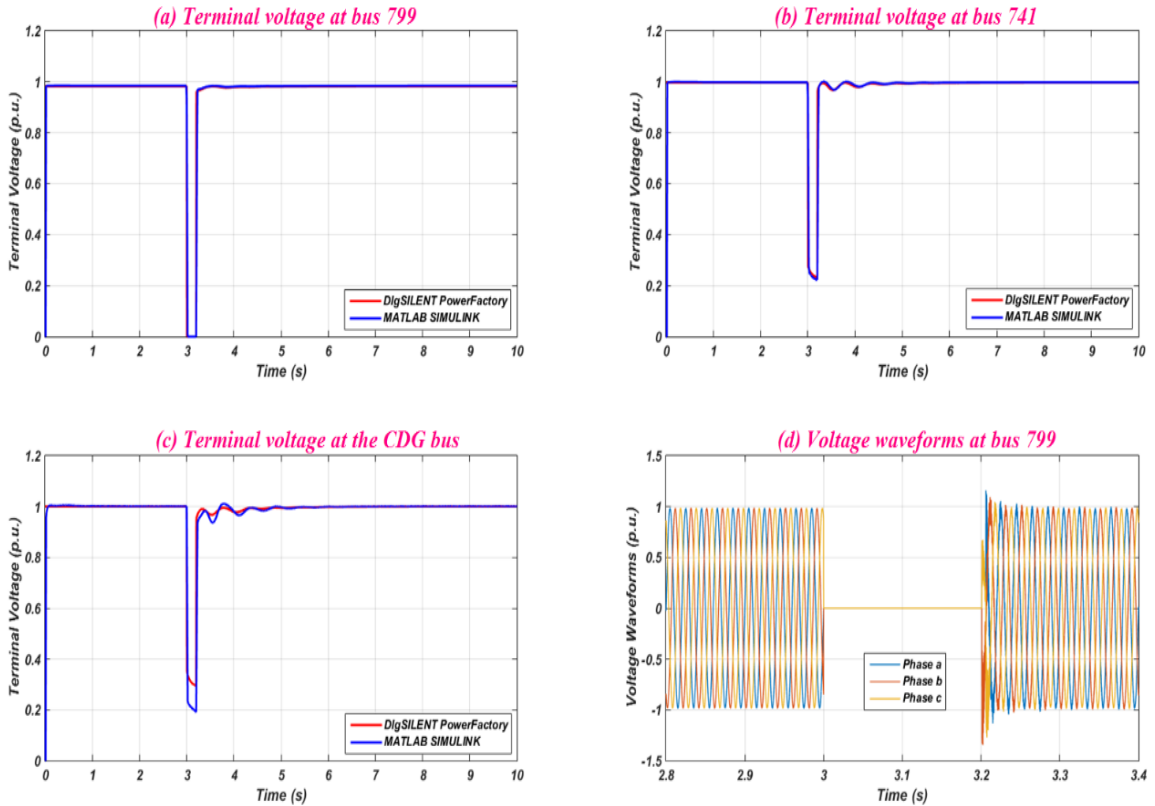 (a) Terminal voltage at bus 799
1.2
1
0.8
0.6
0.4
0.2
0
Terminal Voltage (p.u.)
DIgSILENT PowerFactory
MATLAB SIMULINK
0 1 2 3 4 5 6 7 8 9 10
Time (s)
(b) Terminal voltage at bus 741
1.2
1
0.8
0.6
0.4
0.2
0
Terminal Voltage (p.u.)
DIgSILENT PowerFactory
MATLAB SIMULINK
0 1 2 3 4 5 6 7 8 9 10
Time (s)
(c) Terminal voltage at the CDG bus
1.2
1
0.8
0.6
0.4
0.2
0
Terminal Voltage (p.u.)
DIgSILENT PowerFactory
MATLAB SIMULINK
0 1 2 3 4 5 6 7 8 9 10
Time (s)
(d) Voltage waveforms at bus 799
1.5
1
0.5
0
-0.5
-1
-1.5
Voltage Waveforms (p.u.)
Phase a
Phase b
Phase c
2.8 2.9 3 3.1 3.2 3.3 3.4
Time (s)